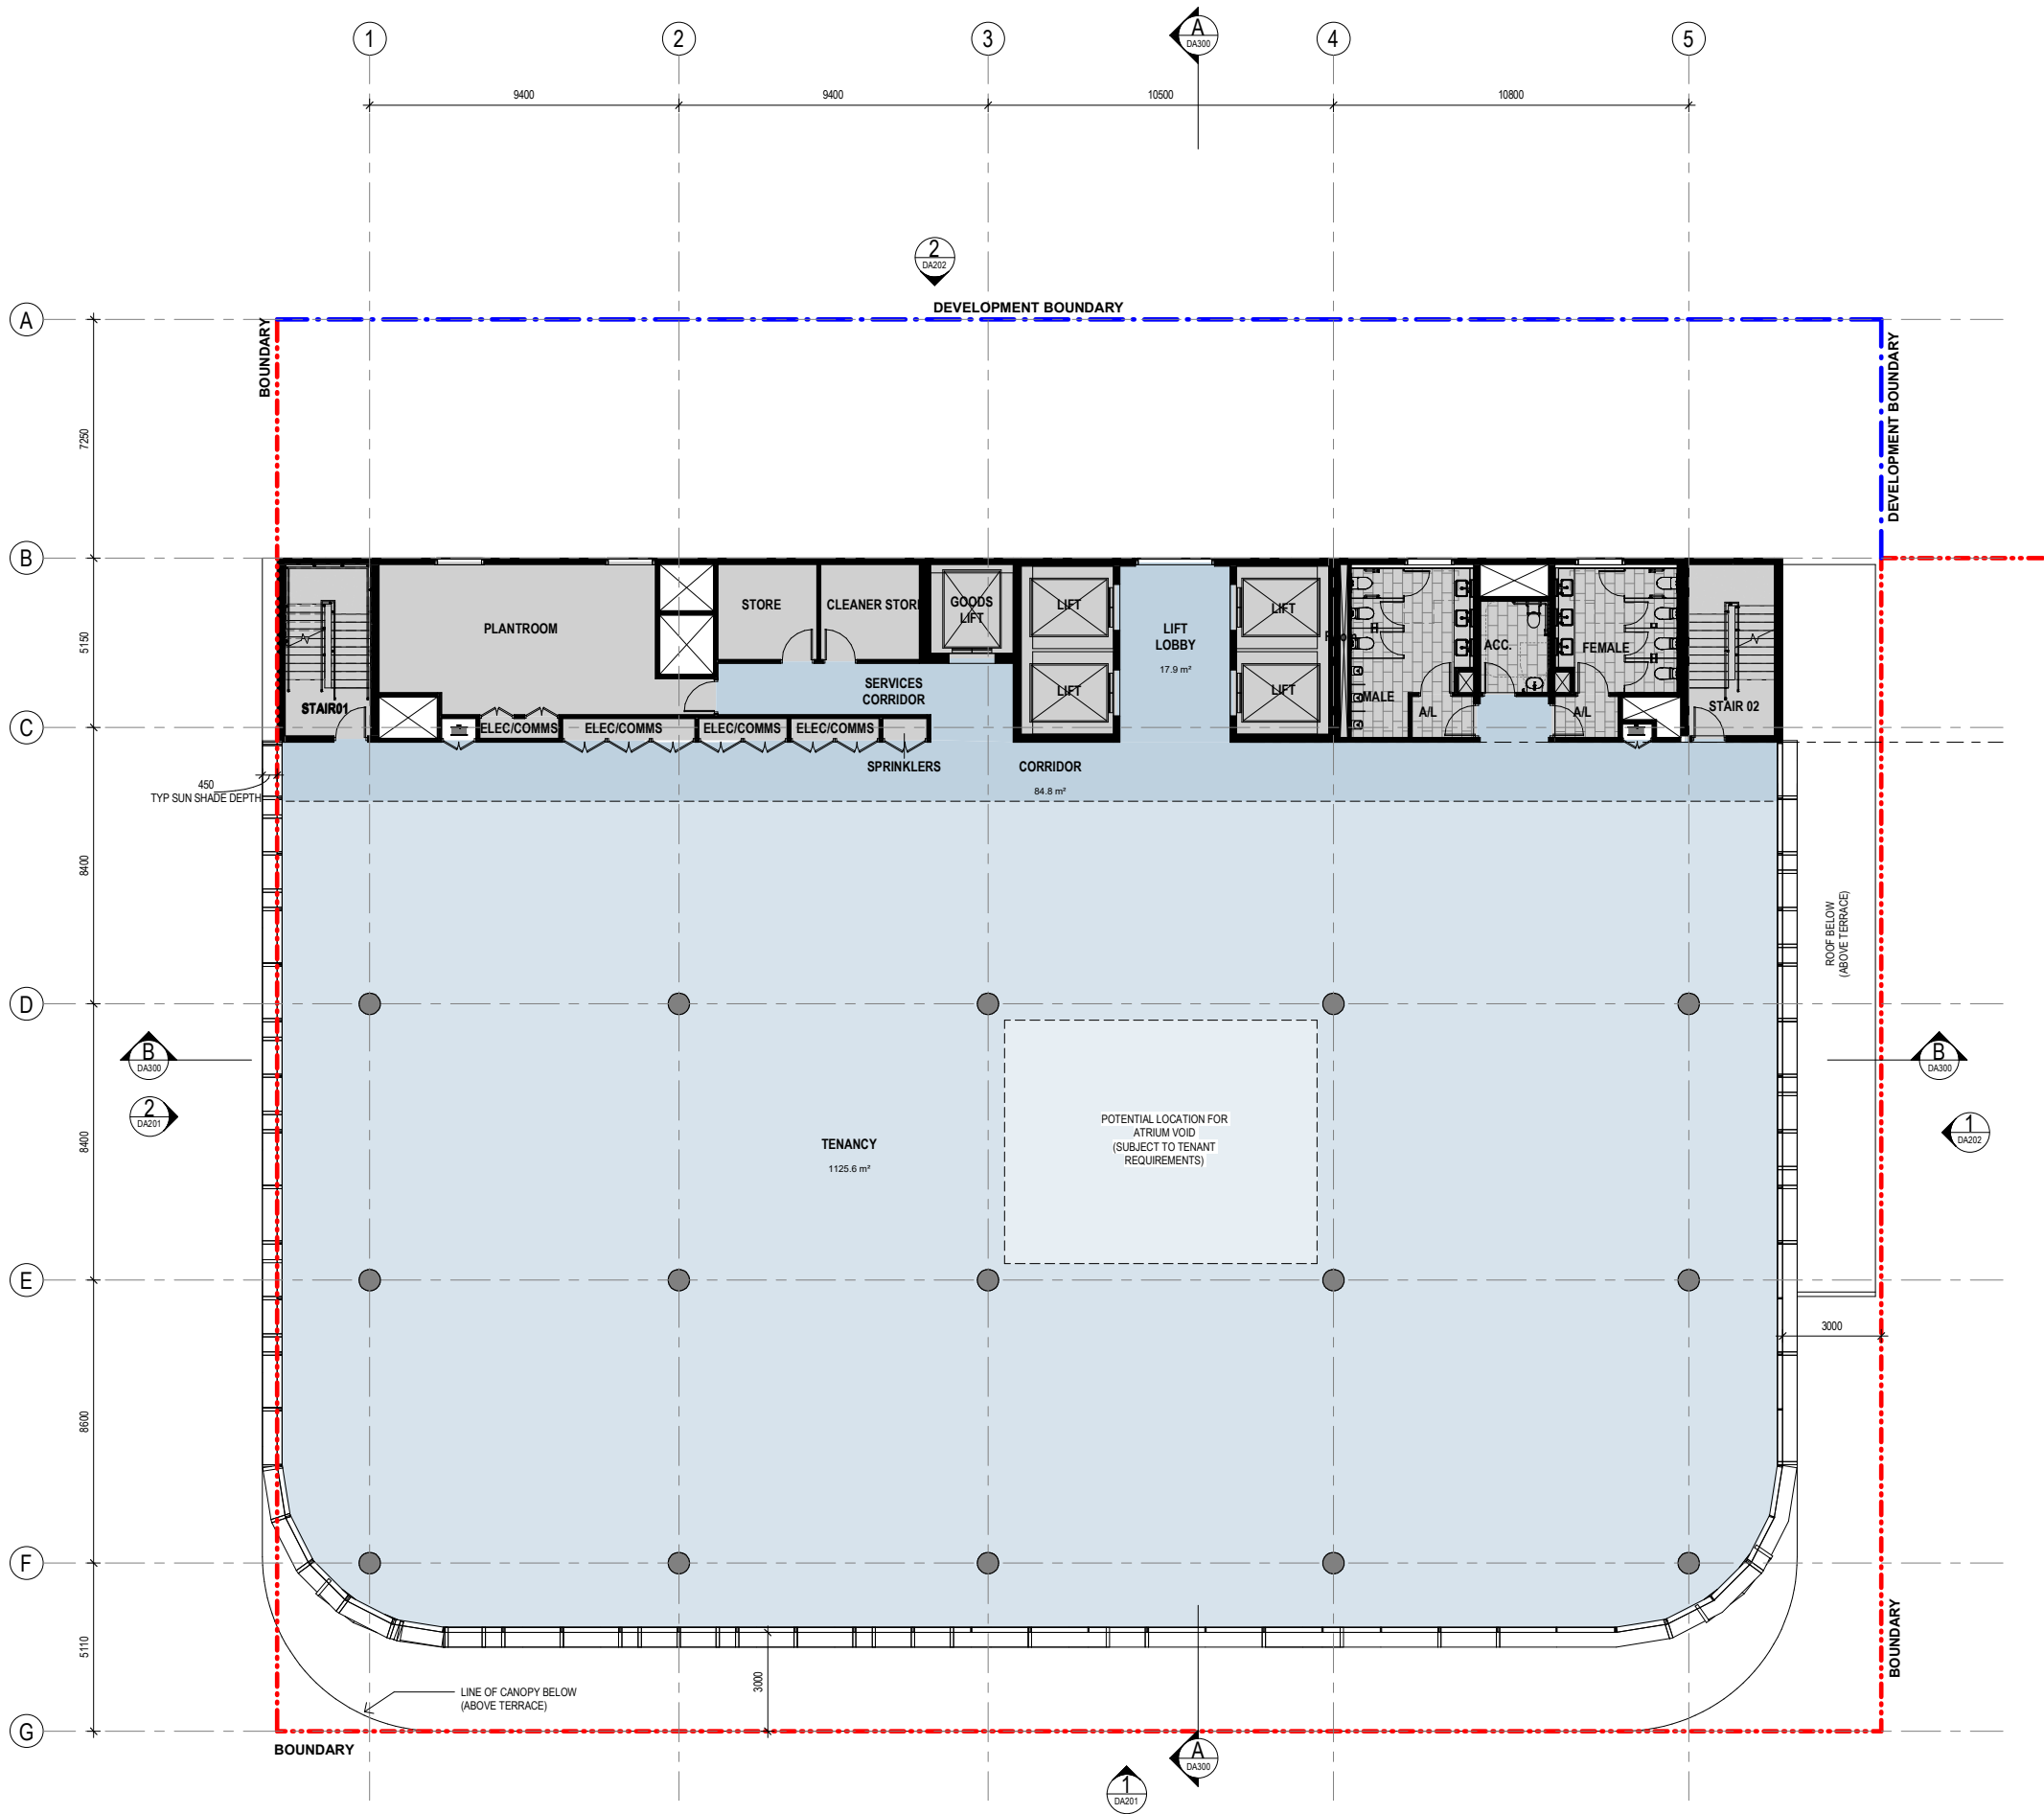 1
2
3
A
DA300
4
5
9400
9400
10500
10800
2
DA202
DEVELOPMENT BOUNDARY
A
BOUNDARY
DEVELOPMENT BOUNDARY
7250
B
5150
PLANTROOM
STORE
CLEANER STOR
GOODS
LIFT
LIFT
LIFT
LIFT
LOBBY
17.9 m²
LIFT
LIFT
MALE
A/L
ACC.
FEMALE
A/L
STAIR 02
STAIR01
SERVICES
CORRIDOR
C
ELEC/COMMS
ELEC/COMMS
ELEC/COMMS
ELEC/COMMS
SPRINKLERS
CORRIDOR
84.8 m²
450
TYP SUN SHADE DEPTH
8400
ROOF BELOW
(ABOVE TERRACE)
D
B
DA300
B
DA300
2
DA201
1
DA202
8400
POTENTIAL LOCATION FOR
ATRIUM VOID
(SUBJECT TO TENANT
REQUIREMENTS)
TENANCY
1125.6 m²
E
3000
8600
F
5110
3000
BOUNDARY
LINE OF CANOPY BELOW
(ABOVE TERRACE)
G
BOUNDARY
A
DA300
1
DA201